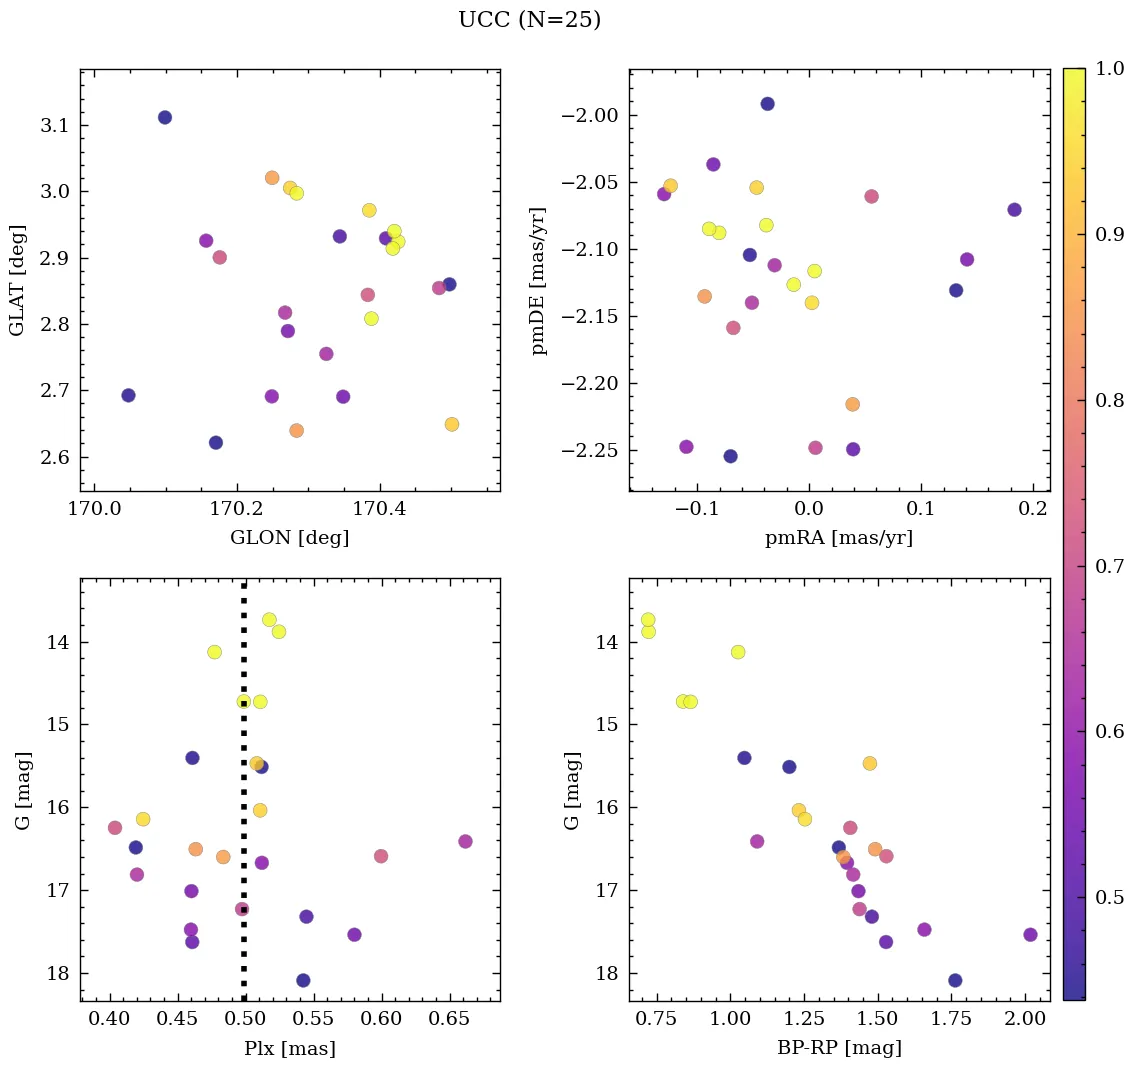 UCC (N=25)
3.1
3.0
2.9
2.8
2.7
2.6
GLAT [deg]
170.0 170.2 170.4
GLON [deg]
−2.00
−2.05
−2.10
−2.15
−2.20
−2.25
pmDE [mas/yr]
−0.1 0.0 0.1 0.2
pmRA [mas/yr]
14
15
16
17
18
G [mag]
0.40 0.45 0.50 0.55 0.60 0.65
Plx [mas]
14
15
16
17
18
G [mag]
0.75 1.00 1.25 1.50 1.75 2.00
BP-RP [mag]
1.0
0.9
0.8
0.7
0.6
0.5